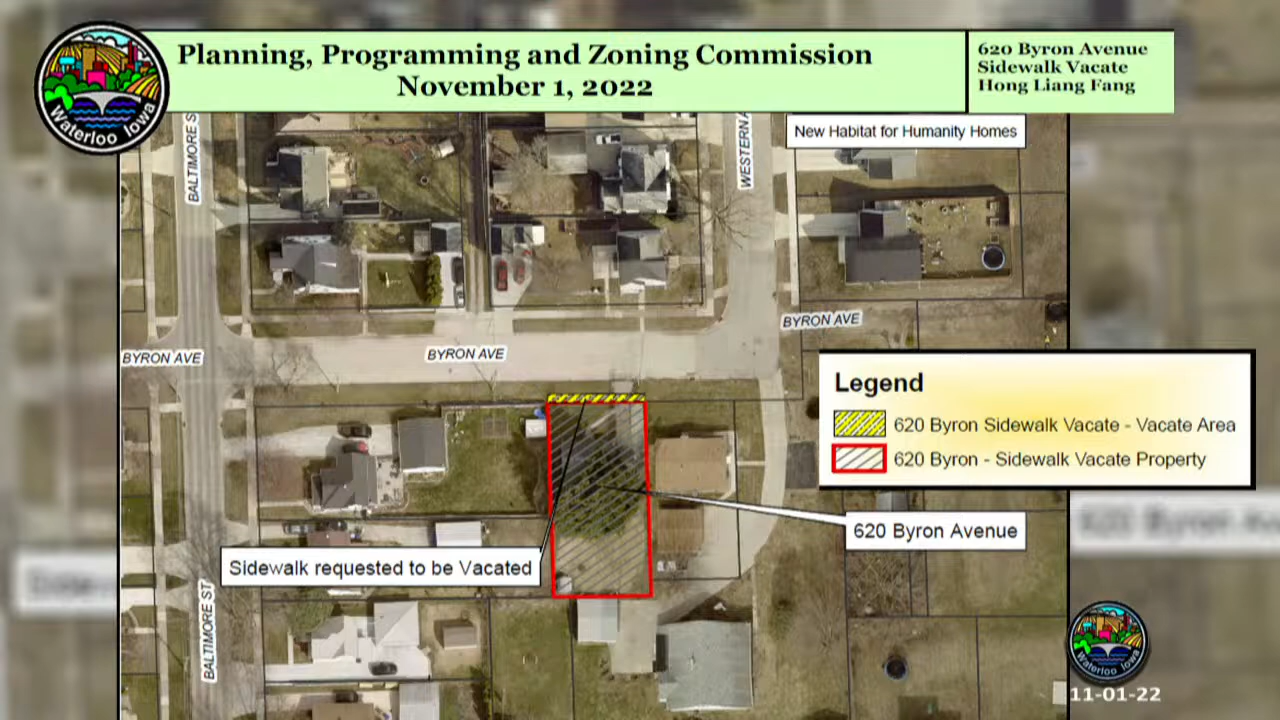 Planning, Programming and Zoning Commission
November 1, 2022
620 Byron Avenue
Sidewalk Vacate
Hong Liang Fang
Waterloo Iowa
New Habitat for Humanity Homes
BALTIMORE S
WESTERN A
BYRON AVE
BYRON AVE
BYRON AVE
Legend
620 Byron Sidewalk Vacate - Vacate Area
620 Byron - Sidewalk Vacate Property
620 Byron Avenue
Sidewalk requested to be Vacated
BALTIMORE ST
Waterloo Iowa
11-01-22